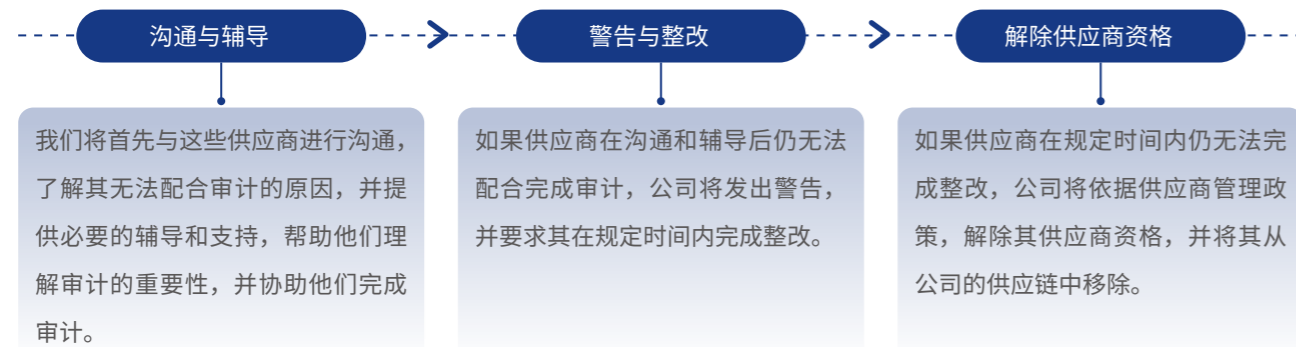 沟通与辅导
我们将首先与这些供应商进行沟通，
了解其无法配合审计的原因，并提
供必要的辅导和支持，帮助他们理
解审计的重要性，并协助他们完成
审计。
警告与整改
如果供应商在沟通和辅导后仍无法
配合完成审计，公司将发出警告，
并要求其在规定时间内完成整改。
解除供应商资格
如果供应商在规定时间内仍无法完
成整改，公司将依据供应商管理政
策，解除其供应商资格，并将其从
公司的供应链中移除。